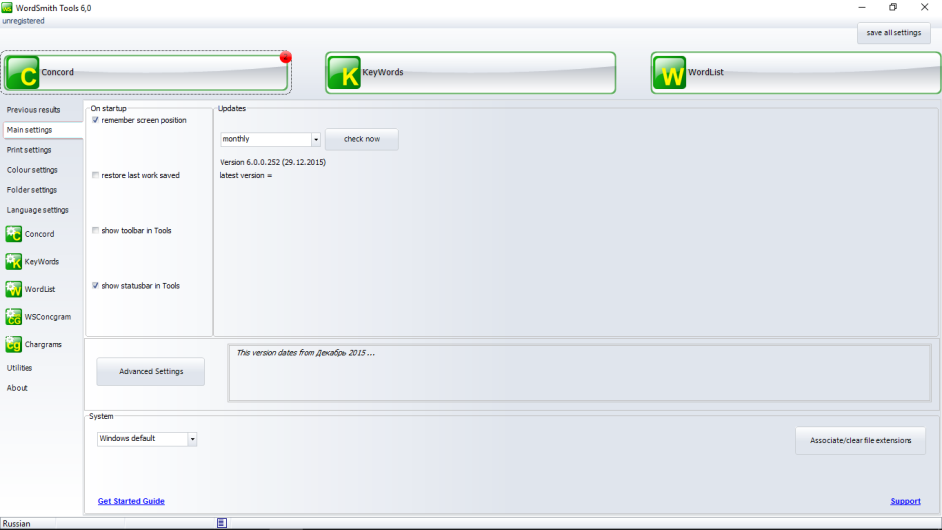 WordSmith Tools 6,0
unregistered
save all settings
Concord
KeyWords
WordList
Previous results
Main settings
Print settings
Colour settings
Folder settings
Language settings
Concord
KeyWords
WordList
WSConcgram
Chargrams
Utilities
About
On startup
remember screen position
restore last work saved
show toolbar in Tools
show statusbar in Tools
Updates
monthly
check now
Version 6.0.0.252 (29.12.2015)
latest version =
Advanced Settings
This version dates from Декабрь 2015 ...
System
Windows default
Associate/clear file extensions
Get Started Guide
Support
Russian